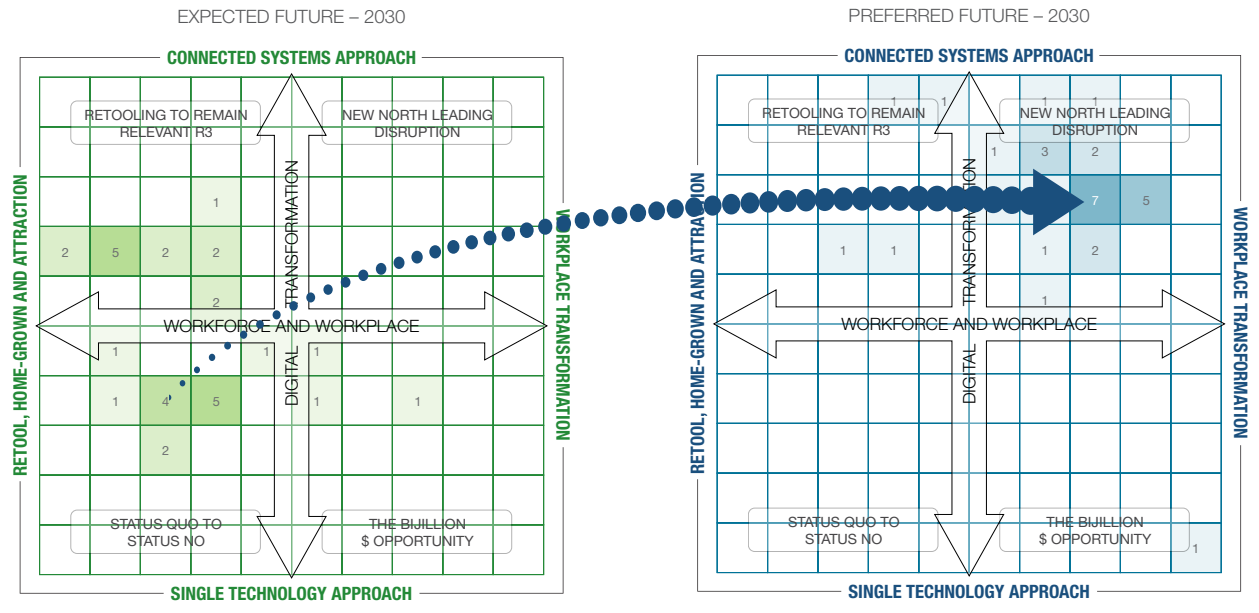 EXPECTED FUTURE – 2030
CONNECTED SYSTEMS APPROACH
RETOOLING TO REMAIN
RELEVANT R3
NEW NORTH LEADING
DISRUPTION
RETOOL, HOME-GROWN AND ATTRACTION
WORKPLACE TRANSFORMATION
TRANSFORMATION
1
2
5
2
2
2
WORKFORCE AND WORKPLACE
DIGITAL
1
1
1
1
4
5
1
1
2
STATUS QUO TO
STATUS NO
THE BIJILLION
$ OPPORTUNITY
SINGLE TECHNOLOGY APPROACH
PREFERRED FUTURE – 2030
CONNECTED SYSTEMS APPROACH
1
1
1
1
RETOOLING TO REMAIN
RELEVANT R3
NEW NORTH LEADING
DISRUPTION
RETOOL, HOME-GROWN AND ATTRACTION
WORKPLACE TRANSFORMATION
TRANSFORMATION
1
3
2
7
5
1
1
1
2
1
WORKFORCE AND WORKPLACE
DIGITAL
STATUS QUO TO
STATUS NO
THE BIJILLION
$ OPPORTUNITY
1
SINGLE TECHNOLOGY APPROACH